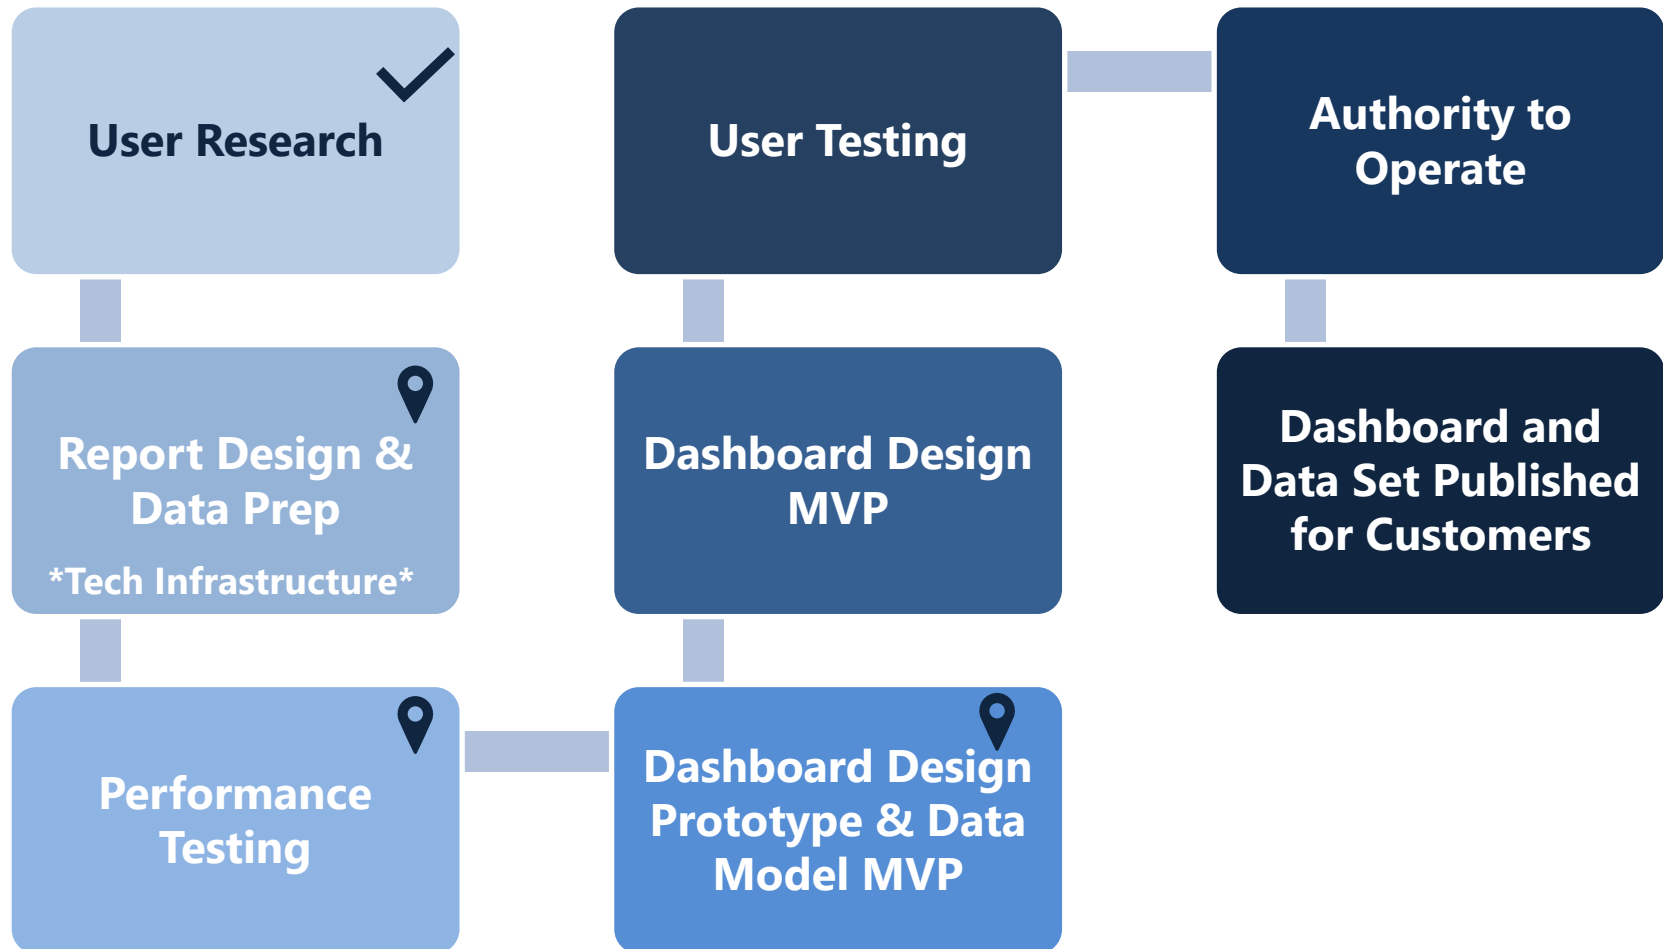 User Research
Report Design &
Data Prep
*Tech Infrastructure*
Performance
Testing
Dashboard Design
Prototype & Data
Model MVP
Dashboard Design
MVP
User Testing
Authority to
Operate
Dashboard and
Data Set Published
for Customers